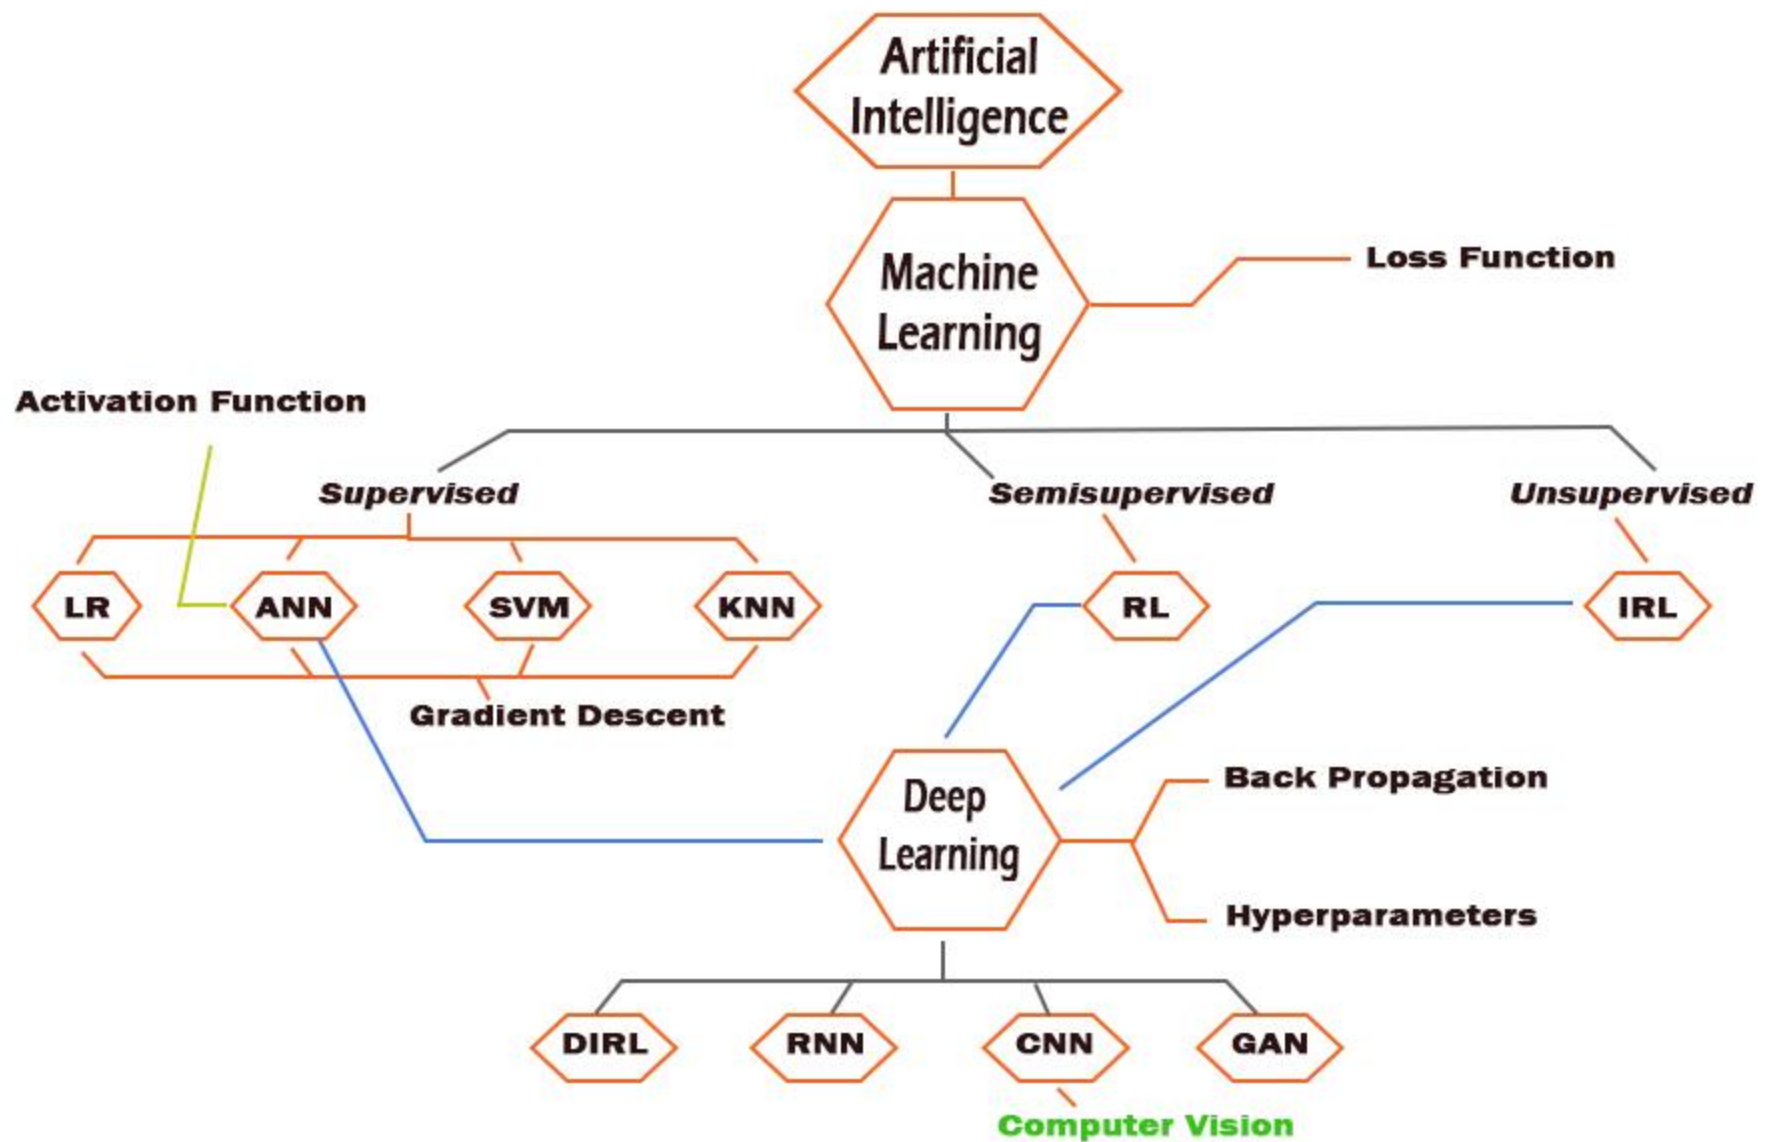 Artificial
Intelligence
Machine
Learning
Loss Function
Activation Function
Supervised
Semisupervised
Unsupervised
LR
ANN
SVM
KNN
RL
IRL
Gradient Descent
Deep
Learning
Back Propagation
Hyperparameters
DIRL
RNN
CNN
GAN
Computer Vision